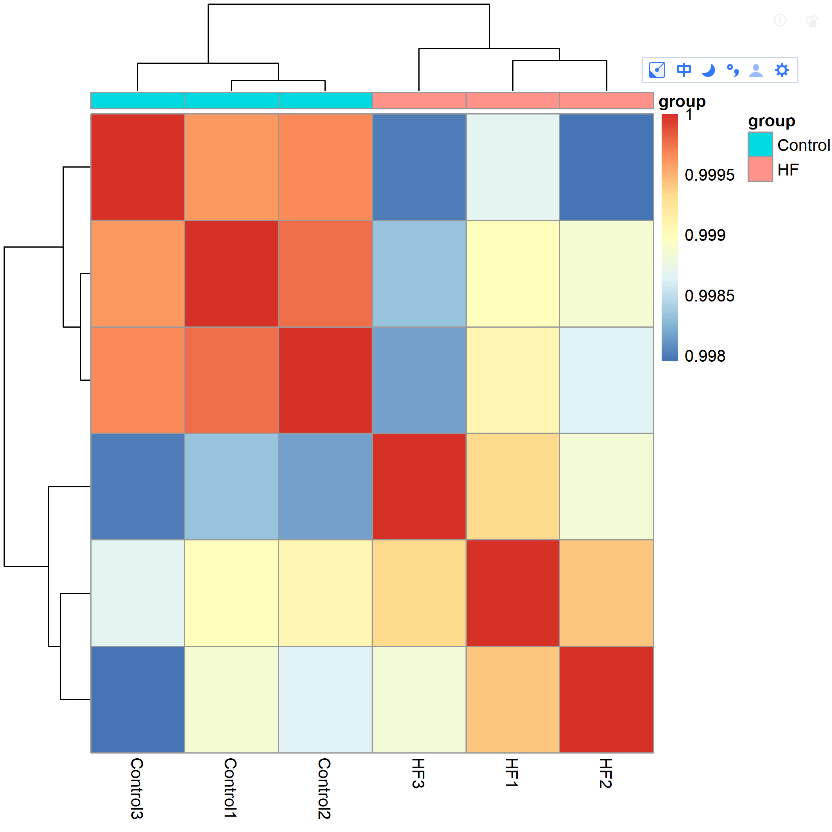 中
group
1
0.9995
0.999
0.9985
0.998
group
Control
HF
Control3
Control1
Control2
HF3
HF1
HF2